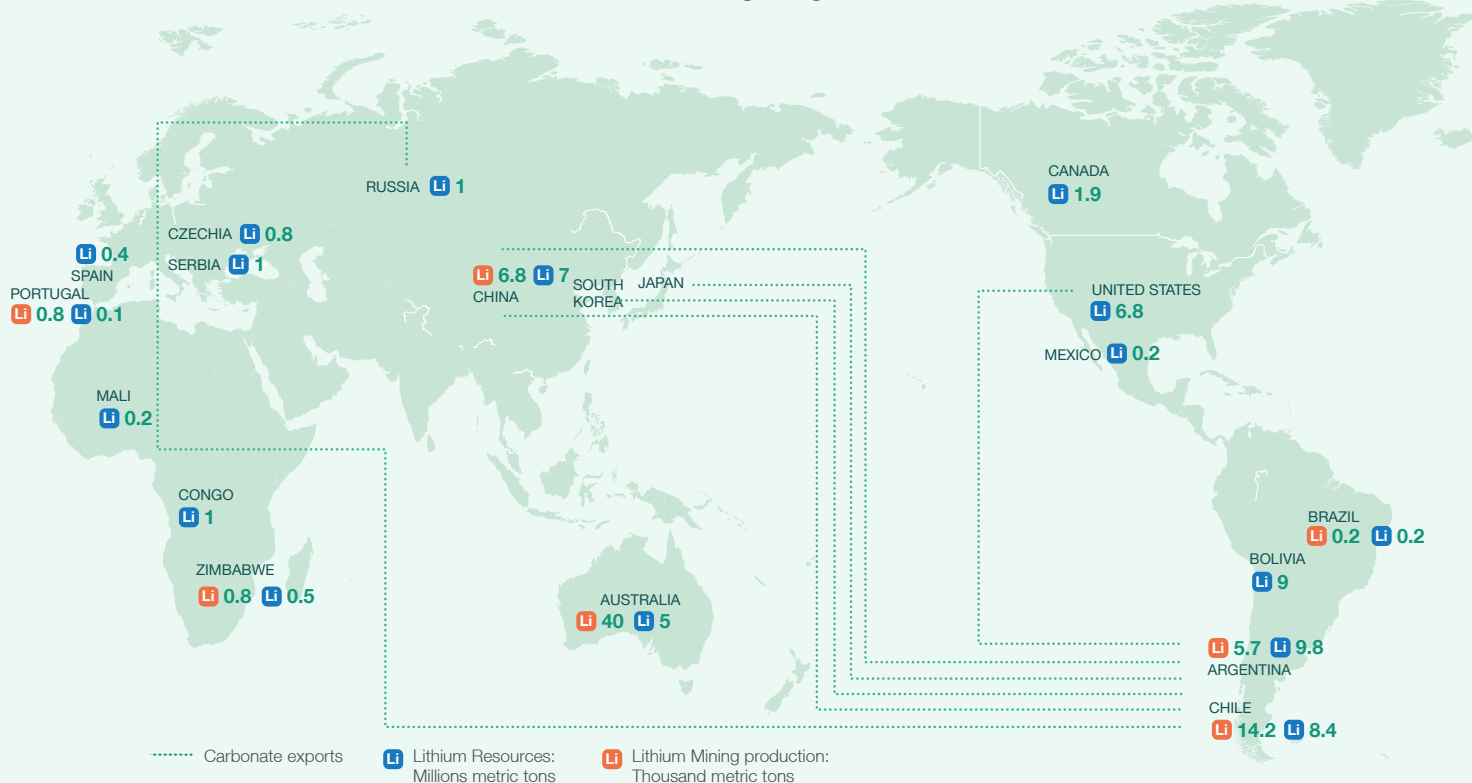 CANADA
Li 1.9
RUSSIA Li 1
CZECHIA Li 0.8
Li 0.4
SPAIN
SERBIA Li 1
Li 6.8 Li 7
CHINA
SOUTH
KOREA
JAPAN
PORTUGAL
Li 0.8 Li 0.1
UNITED STATES
Li 6.8
MEXICO Li 0.2
MALI
Li 0.2
CONGO
Li 1
BRAZIL
Li 0.2 Li 0.2
BOLIVIA
Li 9
ZIMBABWE
Li 0.8 Li 0.5
AUSTRALIA
Li 40 Li 5
Li 5.7 Li 9.8
ARGENTINA
CHILE
Li 14.2 Li 8.4
Carbonate exports
Li Lithium Resources:
Millions metric tons
Li Lithium Mining production:
Thousand metric tons